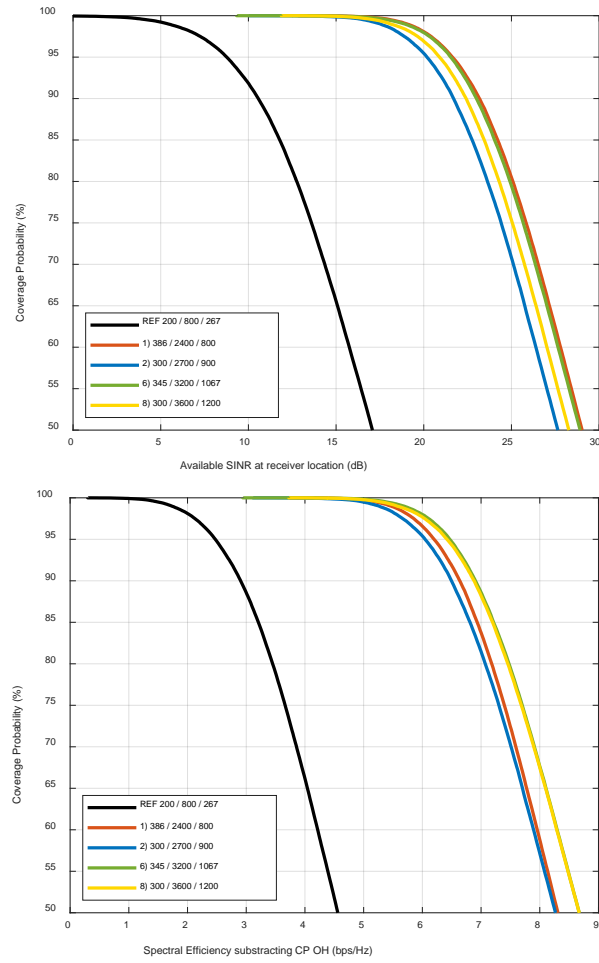 100
95
90
85
80
75
70
65
60
55
50
Coverage Probability (%)
REF 200 / 800 / 267
1) 386 / 2400 / 800
2) 300 / 2700 / 900
6) 345 / 3200 / 1067
8) 300 / 3600 / 1200
0 5 10 15 20 25 30
Available SINR at receiver location (dB)
100
95
90
85
80
75
70
65
60
55
50
Coverage Probability (%)
REF 200 / 800 / 267
1) 386 / 2400 / 800
2) 300 / 2700 / 900
6) 345 / 3200 / 1067
8) 300 / 3600 / 1200
0 1 2 3 4 5 6 7 8 9
Spectral Efficiency substracting CP OH (bps/Hz)